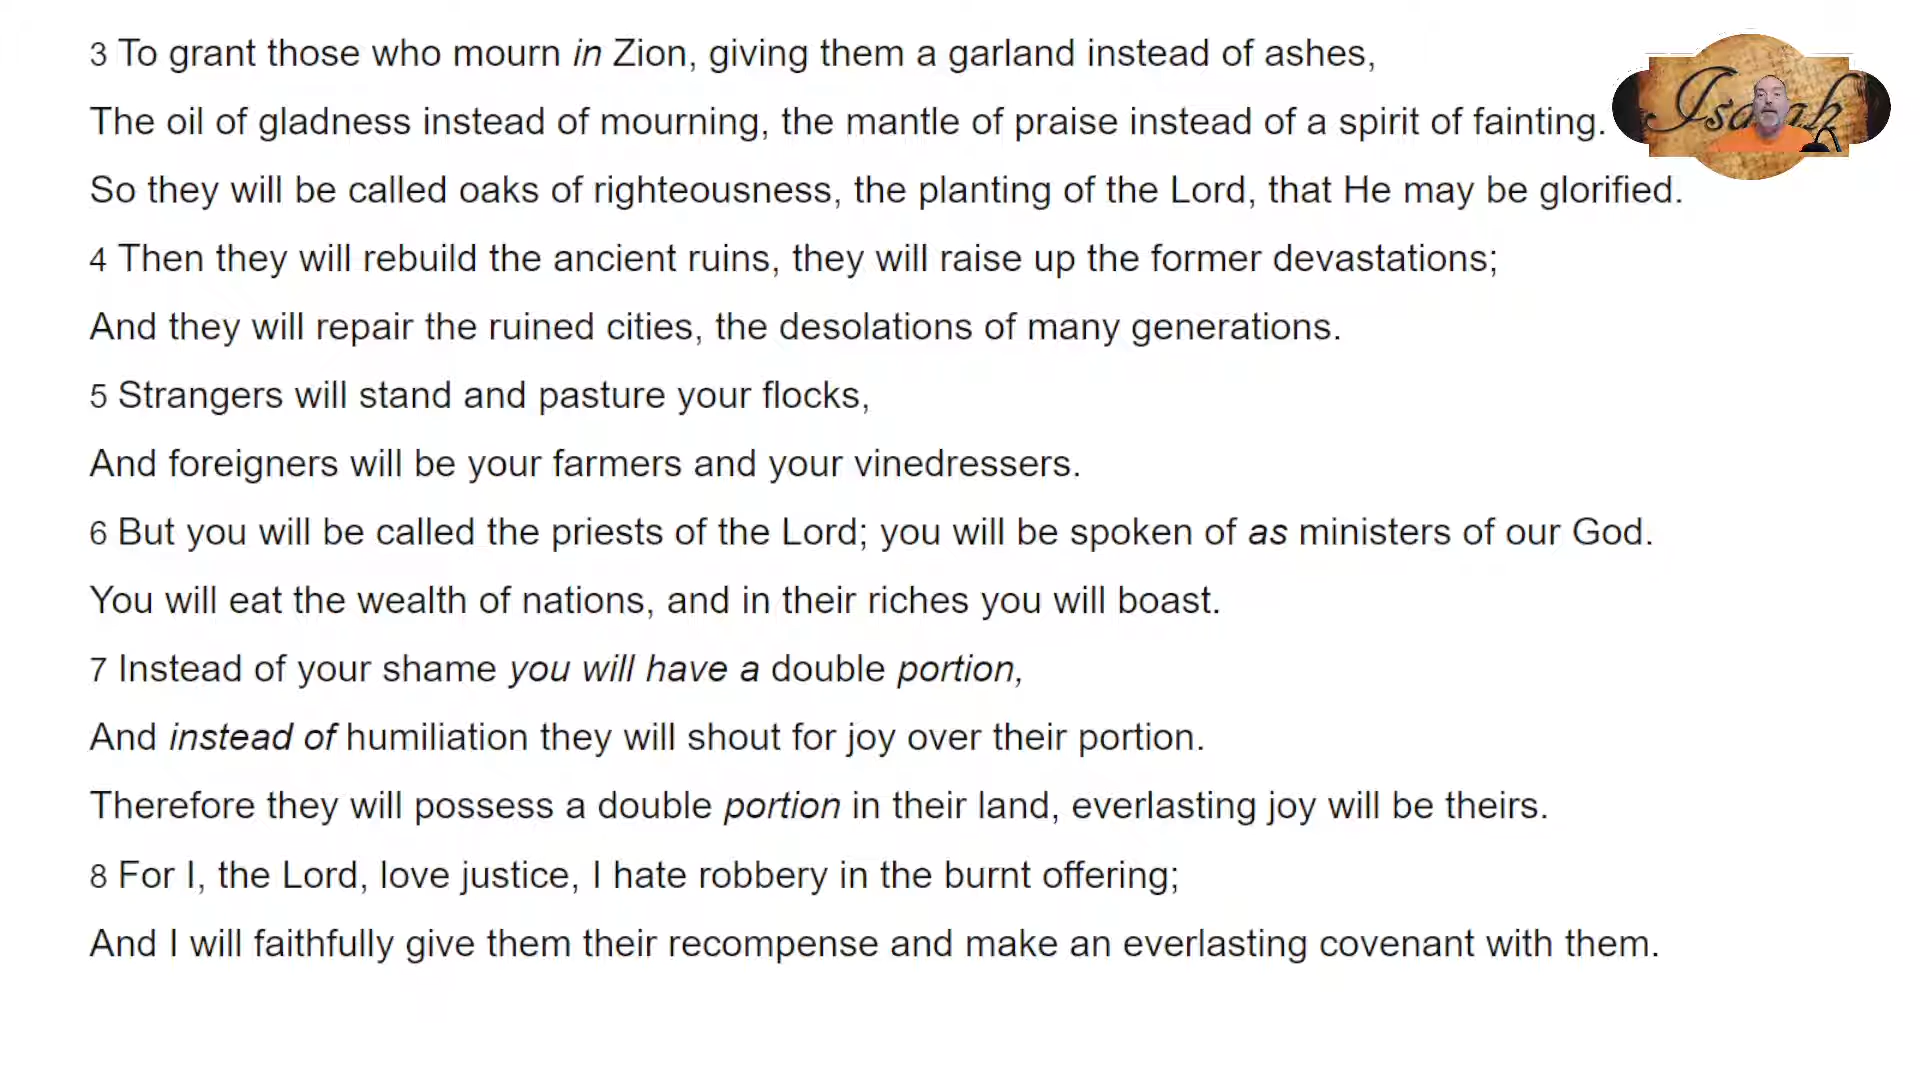 3 To grant those who mourn in Zion, giving them a garland instead of ashes,
The oil of gladness instead of mourning, the mantle of praise instead of a spirit of fainting.
Isaiah
So they will be called oaks of righteousness, the planting of the Lord, that He may be glorified.
4 Then they will rebuild the ancient ruins, they will raise up the former devastations;
And they will repair the ruined cities, the desolations of many generations.
5 Strangers will stand and pasture your flocks,
And foreigners will be your farmers and your vinedressers.
6 But you will be called the priests of the Lord; you will be spoken of as ministers of our God.
You will eat the wealth of nations, and in their riches you will boast.
7 Instead of your shame you will have a double portion,
And instead of humiliation they will shout for joy over their portion.
Therefore they will possess a double portion in their land, everlasting joy will be theirs.
8 For I, the Lord, love justice, I hate robbery in the burnt offering;
And I will faithfully give them their recompense and make an everlasting covenant with them.